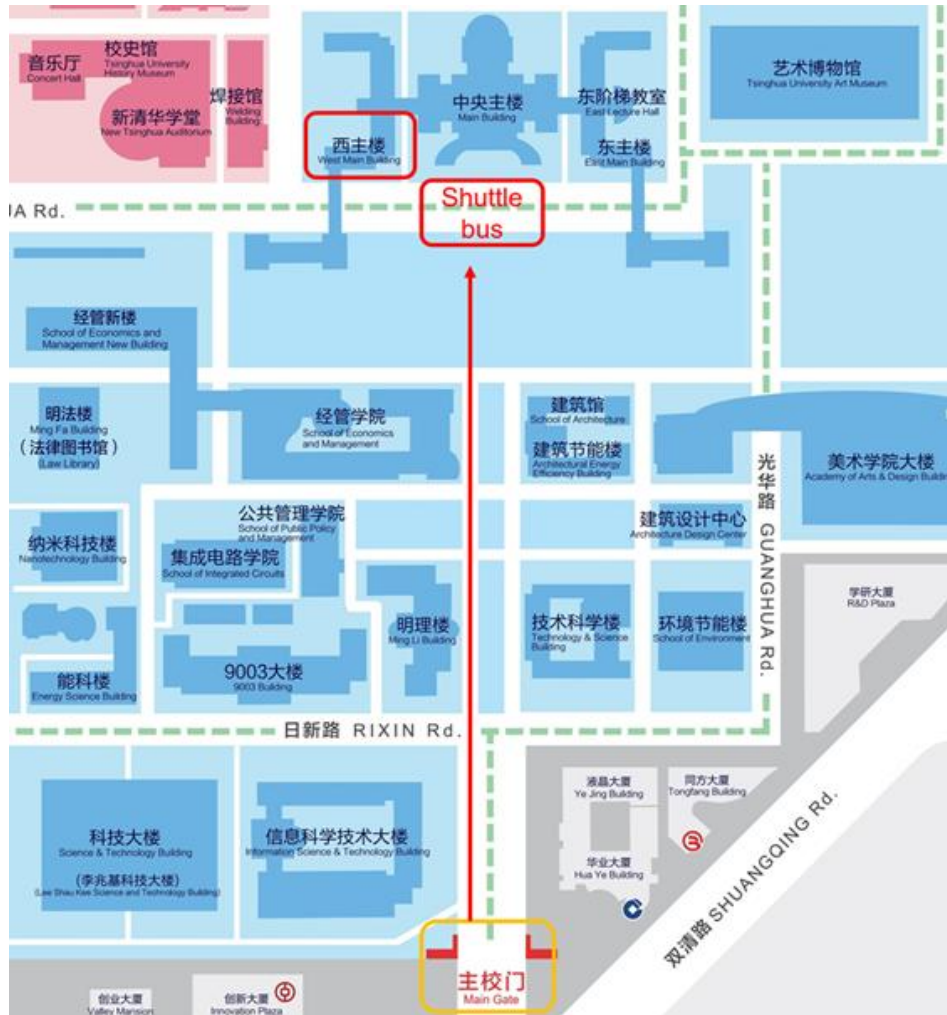 音乐厅
Concert Hall
校史馆
Tsinghua University
History Museum
新清华学堂
New Tsinghua Auditorium
焊接馆
Welding
Building
西主楼
West Main Building
中央主楼
Main Building
东阶梯教室
East Lecture Hall
东主楼
East Main Building
艺术博物馆
Tsinghua University Art Museum
UA Rd.
Shuttle
bus
经管新楼
School of Economics and
Management New Building
明法楼
Ming Fa Building
(法律图书馆)
(Law Library)
经管学院
School of Economics
and Management
建筑馆
School of Architecture
建筑节能楼
Architectural Energy
Efficiency Building
美术学院大楼
Academy of Arts & Design Buildin
光华路 GUANGHUA Rd.
纳米科技楼
Nanotechnology Building
公共管理学院
School of Public Policy
and Management
集成电路学院
School of Integrated Circuits
建筑设计中心
Architecture Design Center
学研大厦
R&D Plaza
明理楼
Ming Li Building
技术科学楼
Technology & Science
Building
环境节能楼
School of Environment
能科楼
Energy Science Building
9003大楼
9003 Building
日新路 RIXIN Rd.
液晶大厦
Ye Jing Building
同方大厦
Tongfang Building
华业大厦
Hua Ye Building
双清路 SHUANGQING Rd.
科技大楼
Science & Technology Building
(李兆基科技大楼)
(Lee Shau Kee Science and Technology Building)
信息科学技术大楼
Information Science & Technology Building
主校门
Main Gate
创业大厦
Valley Mansion
创新大厦
Innovation Plaza